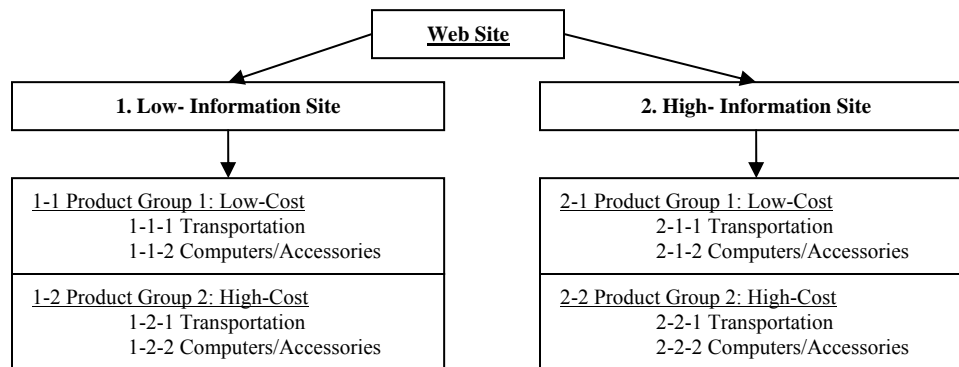 Web Site
1. Low- Information Site
2. High- Information Site
1-1 Product Group 1: Low-Cost
1-1-1 Transportation
1-1-2 Computers/Accessories
1-2 Product Group 2: High-Cost
1-2-1 Transportation
1-2-2 Computers/Accessories
2-1 Product Group 1: Low-Cost
2-1-1 Transportation
2-1-2 Computers/Accessories
2-2 Product Group 2: High-Cost
2-2-1 Transportation
2-2-2 Computers/Accessories